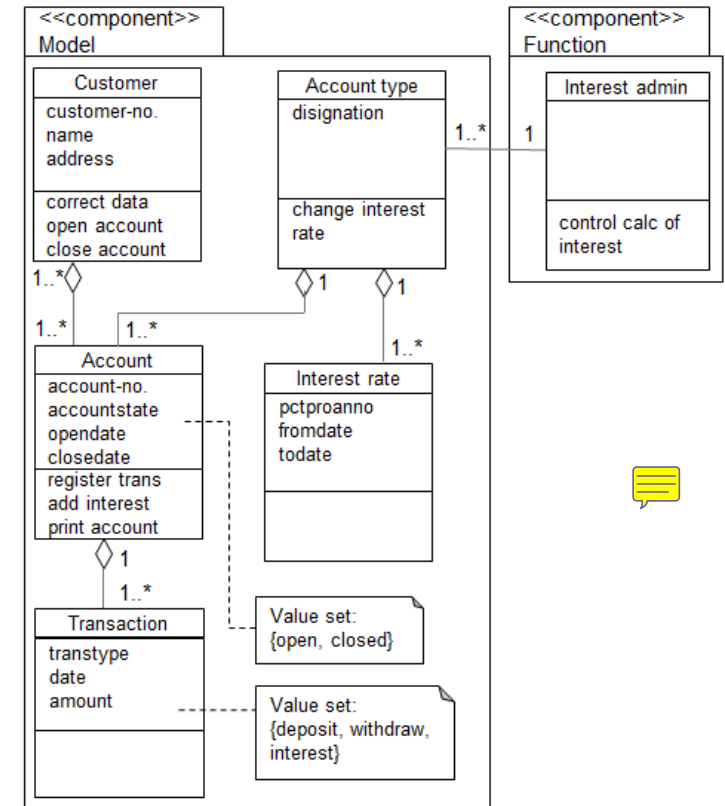 <<component>>
Model
Customer
customer-no.
name
address
correct data
open account
close account
1..*
1..*
Account type
disignation
change interest
rate
1..*
1
1
1
1..*
1..*
<<component>>
Function
Interest admin
control calc of
interest
Account
account-no.
accountstate
opendate
closedate
register trans
add interest
print account
1
1..*
Interest rate
pctproanno
fromdate
todate
Transaction
transtype
date
amount
Value set:
{open, closed}
Value set:
{deposit, withdraw,
interest}